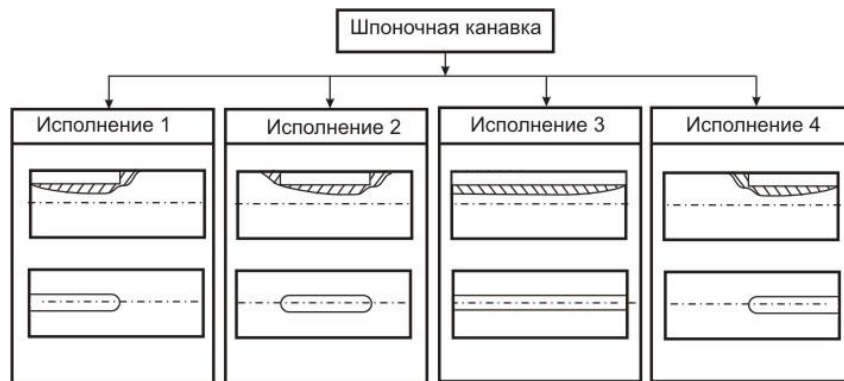 Шпоночная канавка
Исполнение 1
Исполнение 2
Исполнение 3
Исполнение 4